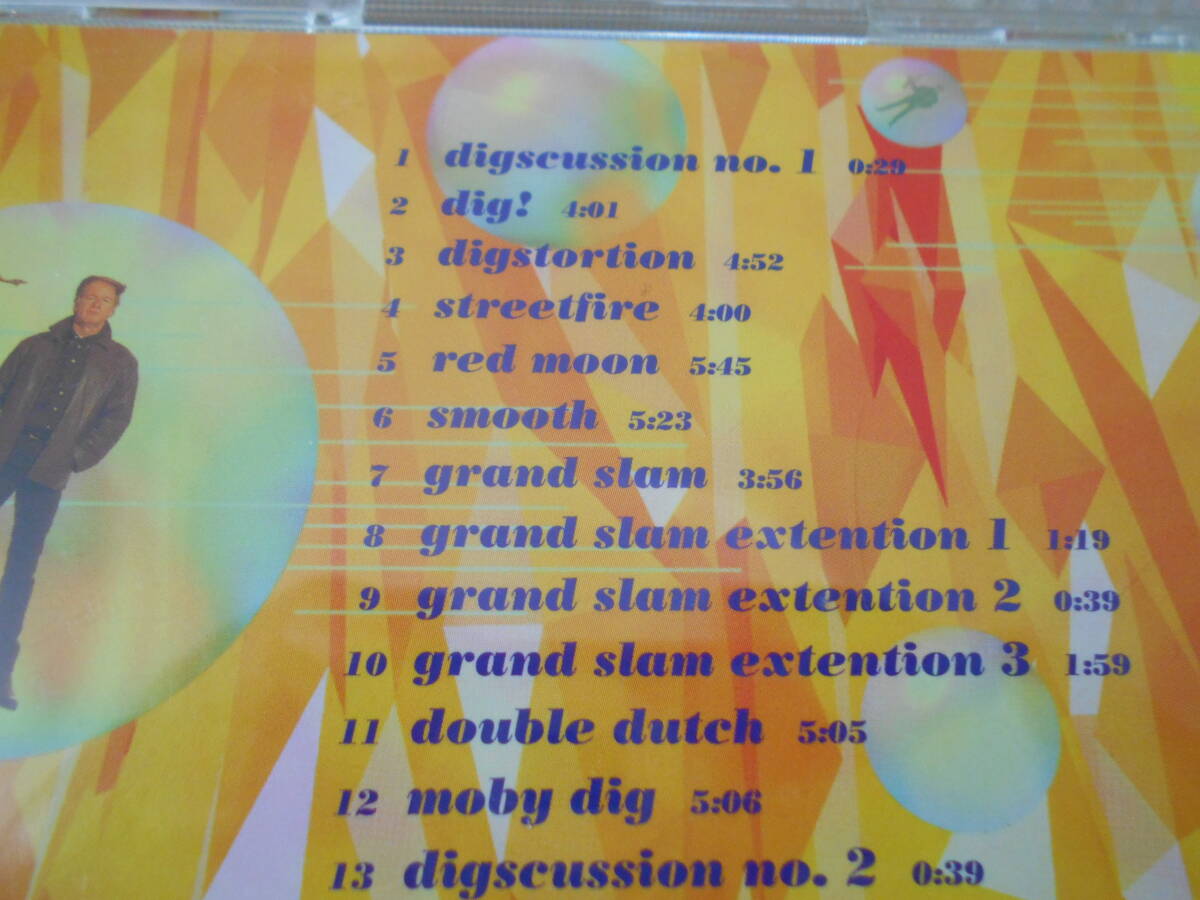 1 digscussion no. 1 0:29
2 dig! 4:01
3 digstortion 4:52
4 streetfire 4:00
5 red moon 5:45
6 smooth 5:23
7 grand slam 3:56
8 grand slam extention 1 1:19
9 grand slam extention 2 0:39
10 grand slam extention 3 1:59
11 double dutch 5:05
12 moby dig 5:06
13 digscussion no. 2 0:39